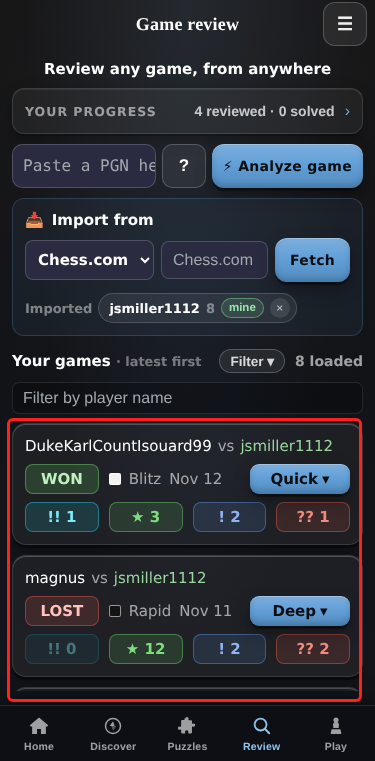 Game review
☰
Review any game, from anywhere
YOUR PROGRESS 4 reviewed · 0 solved ›
Paste a PGN he ? ⚡ Analyze game
📥 Import from
Chess.com Chess.com Fetch
Imported jsmiller1112 8 mine ×
Your games · latest first Filter ▾ 8 loaded
Filter by player name
DukeKarlCountIsouard99 vs jsmiller1112
WON Blitz Nov 12 Quick ▾
!! 1 ★ 3 ! 2 ?? 1
magnus vs jsmiller1112
LOST Rapid Nov 11 Deep ▾
!! 0 ★ 12 ! 2 ?? 2
Home Discover Puzzles Review Play